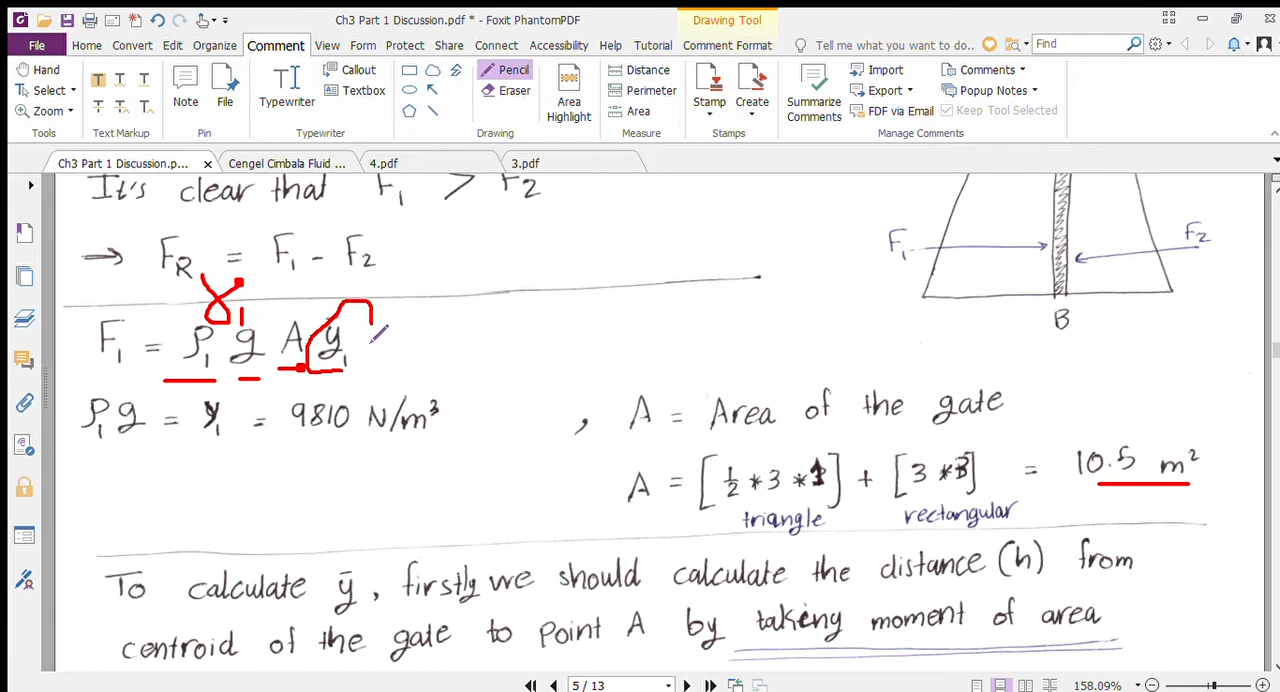 Ch3 Part 1 Discussion.pdf * - Foxit PhantomPDF
Drawing Tool
File Home Convert Edit Organize Comment View Form Protect Share Connect Accessibility Help Tutorial Comment Format Tell me what you want to do.. Find
Hand
Select
Zoom
Tools
Text Markup
Note
File
Pin
Typewriter
Callout
Textbox
Typewriter
Pencil
Eraser
Drawing
Area Highlight
Distance
Perimeter
Area
Measure
Stamp
Create
Stamps
Summarize Comments
Import
Export
FDF via Email
Comments
Popup Notes
Keep Tool Selected
Manage Comments
Ch3 Part 1 Discussion.p... × Cengel Cimbala Fluid ... 4.pdf 3.pdf
It's clear that F₁ > F₂
→ F_R = F₁ - F₂
F₁
F₂
B
γ₁
F₁ = ρ₁ g A ȳ₁
ρ₁g = γ₁ = 9810 N/m³ , A = Area of the gate
A = [½ * 3 * 1] + [3 * 3] = 10.5 m²
triangle rectangular
To calculate ȳ, firstly we should calculate the distance (h) from
centroid of the gate to point A by taking moment of area
5 / 13
158.09%